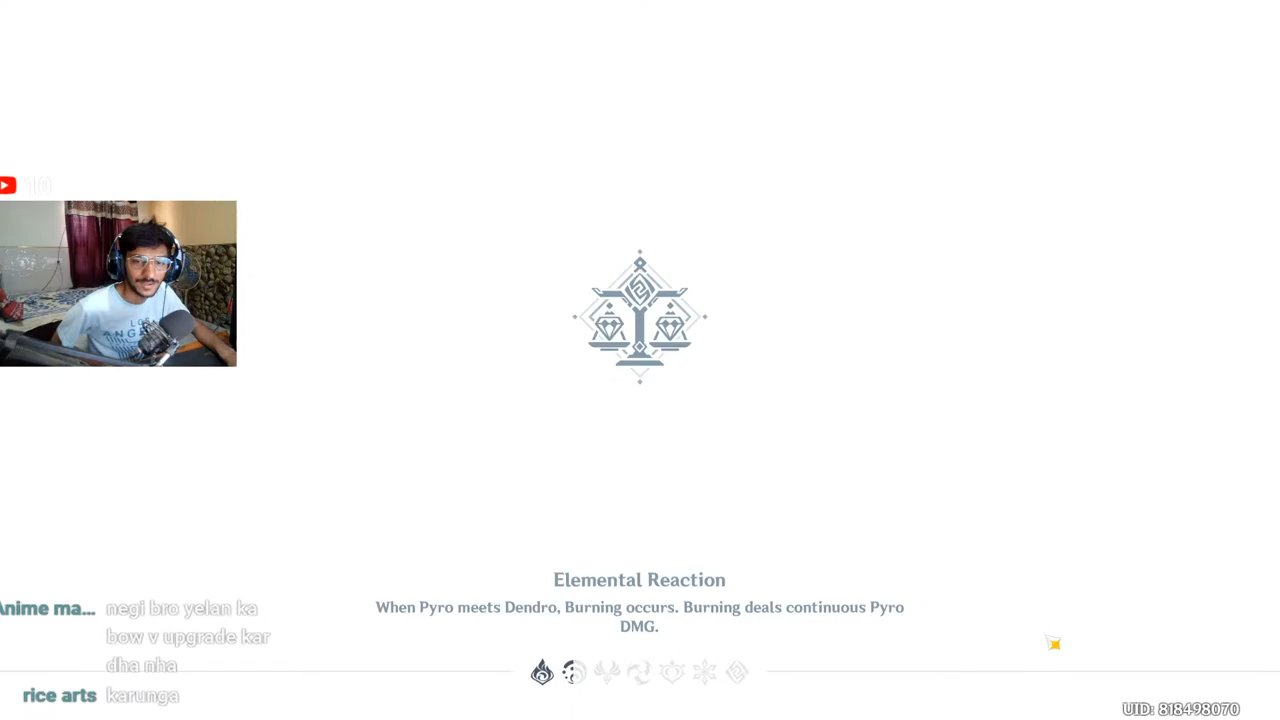 10
Elemental Reaction
When Pyro meets Dendro, Burning occurs. Burning deals continuous Pyro
DMG.
Anime ma... negi bro yelan ka
bow v upgrade kar
dha nha
rice arts karunga
UID: 818498070